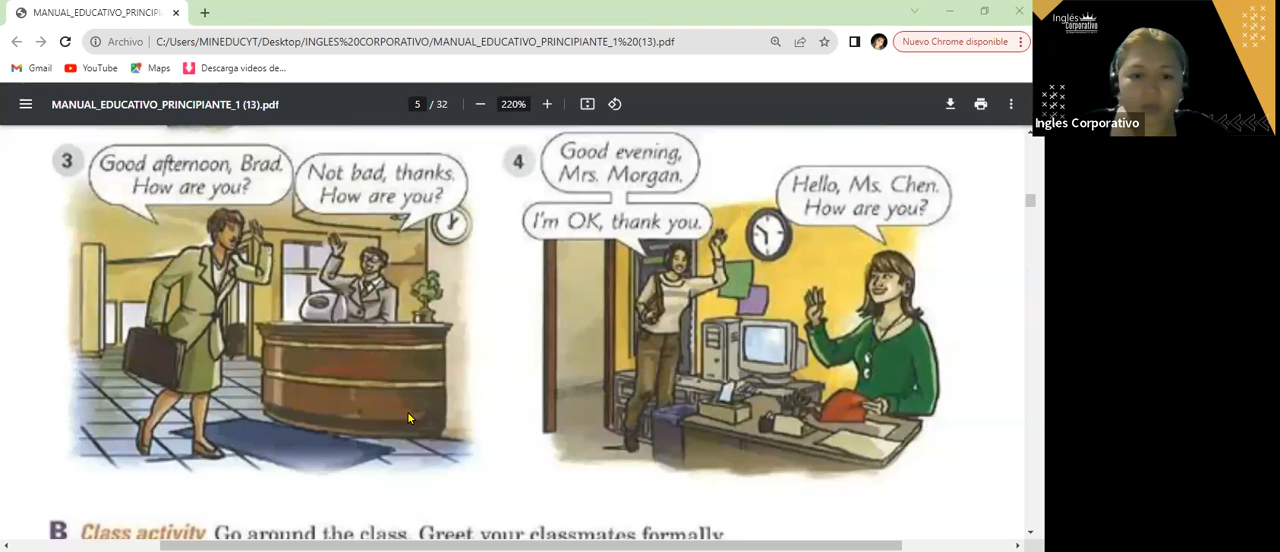 MANUAL_EDUCATIVO_PRINCIPI
Archivo
C:/Users/MINEDUCYT/Desktop/INGLES%20CORPORATIVO/MANUAL_EDUCATIVO_PRINCIPIANTE_1%20(13).pdf
Nuevo Chrome disponible
Gmail
YouTube
Maps
Descarga videos de...
MANUAL_EDUCATIVO_PRINCIPIANTE_1 (13).pdf
5 / 32
220%
Inglés
Corporativo
Inglés Corporativo
3
Good afternoon, Brad.
How are you?
Not bad, thanks.
How are you?
4
Good evening,
Mrs. Morgan.
I'm OK, thank you.
Hello, Ms. Chen.
How are you?
B Class activity Go around the class. Greet your classmates formally